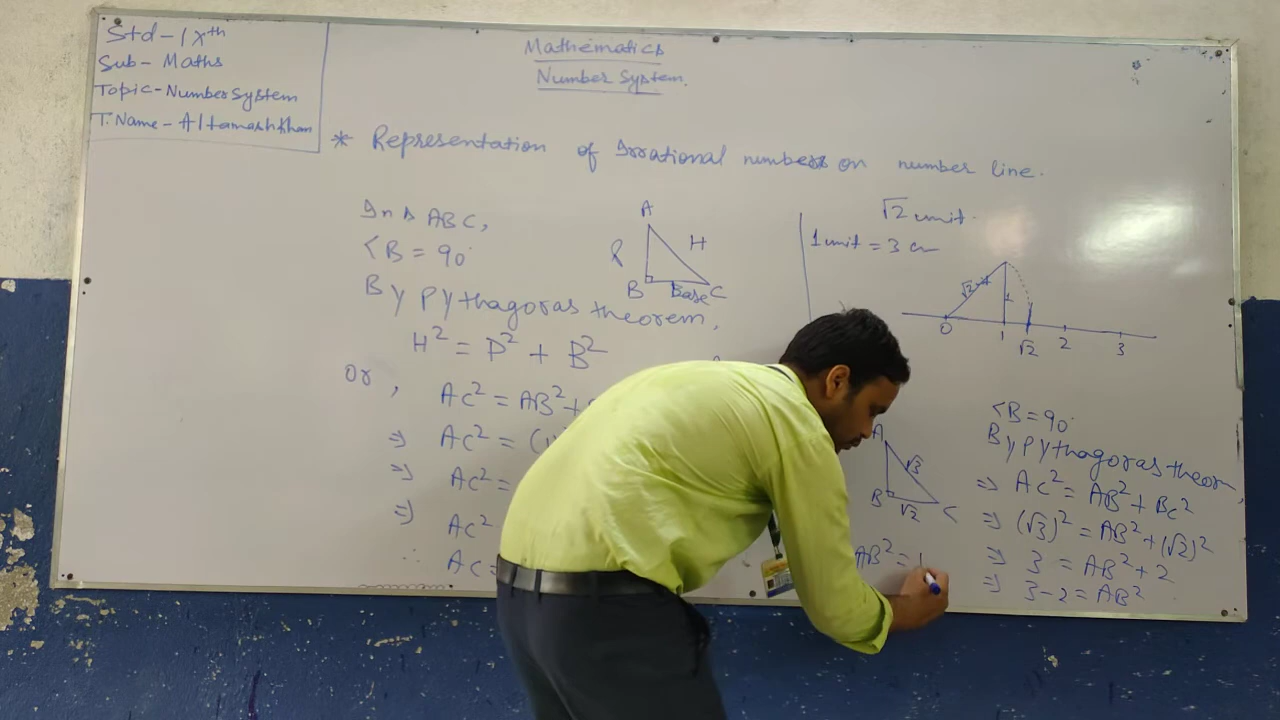 Std-IXth
Sub- Maths
Topic-Number System
T.Name- Altamash Khan
Mathematics
Number System.
* Representation of Irrational numbers on number line.
In Δ ABC,
<B = 90°
By Pythagoras theorem,
H² = P² + B²
Or,
AC² = AB² +
⇒ AC² = (1)
⇒ AC² =
⇒ AC²
∴ AC =
A
H
B
Base
C
√2 unit.
1 unit = 3 cm
√2
1
0
1
√2
2
3
A
√3
B
√2
C
AB² = 1
<B = 90°
By Pythagoras theorem,
⇒ AC² = AB² + BC²
⇒ (√3)² = AB² + (√2)²
⇒ 3 = AB² + 2
⇒ 3-2 = AB²